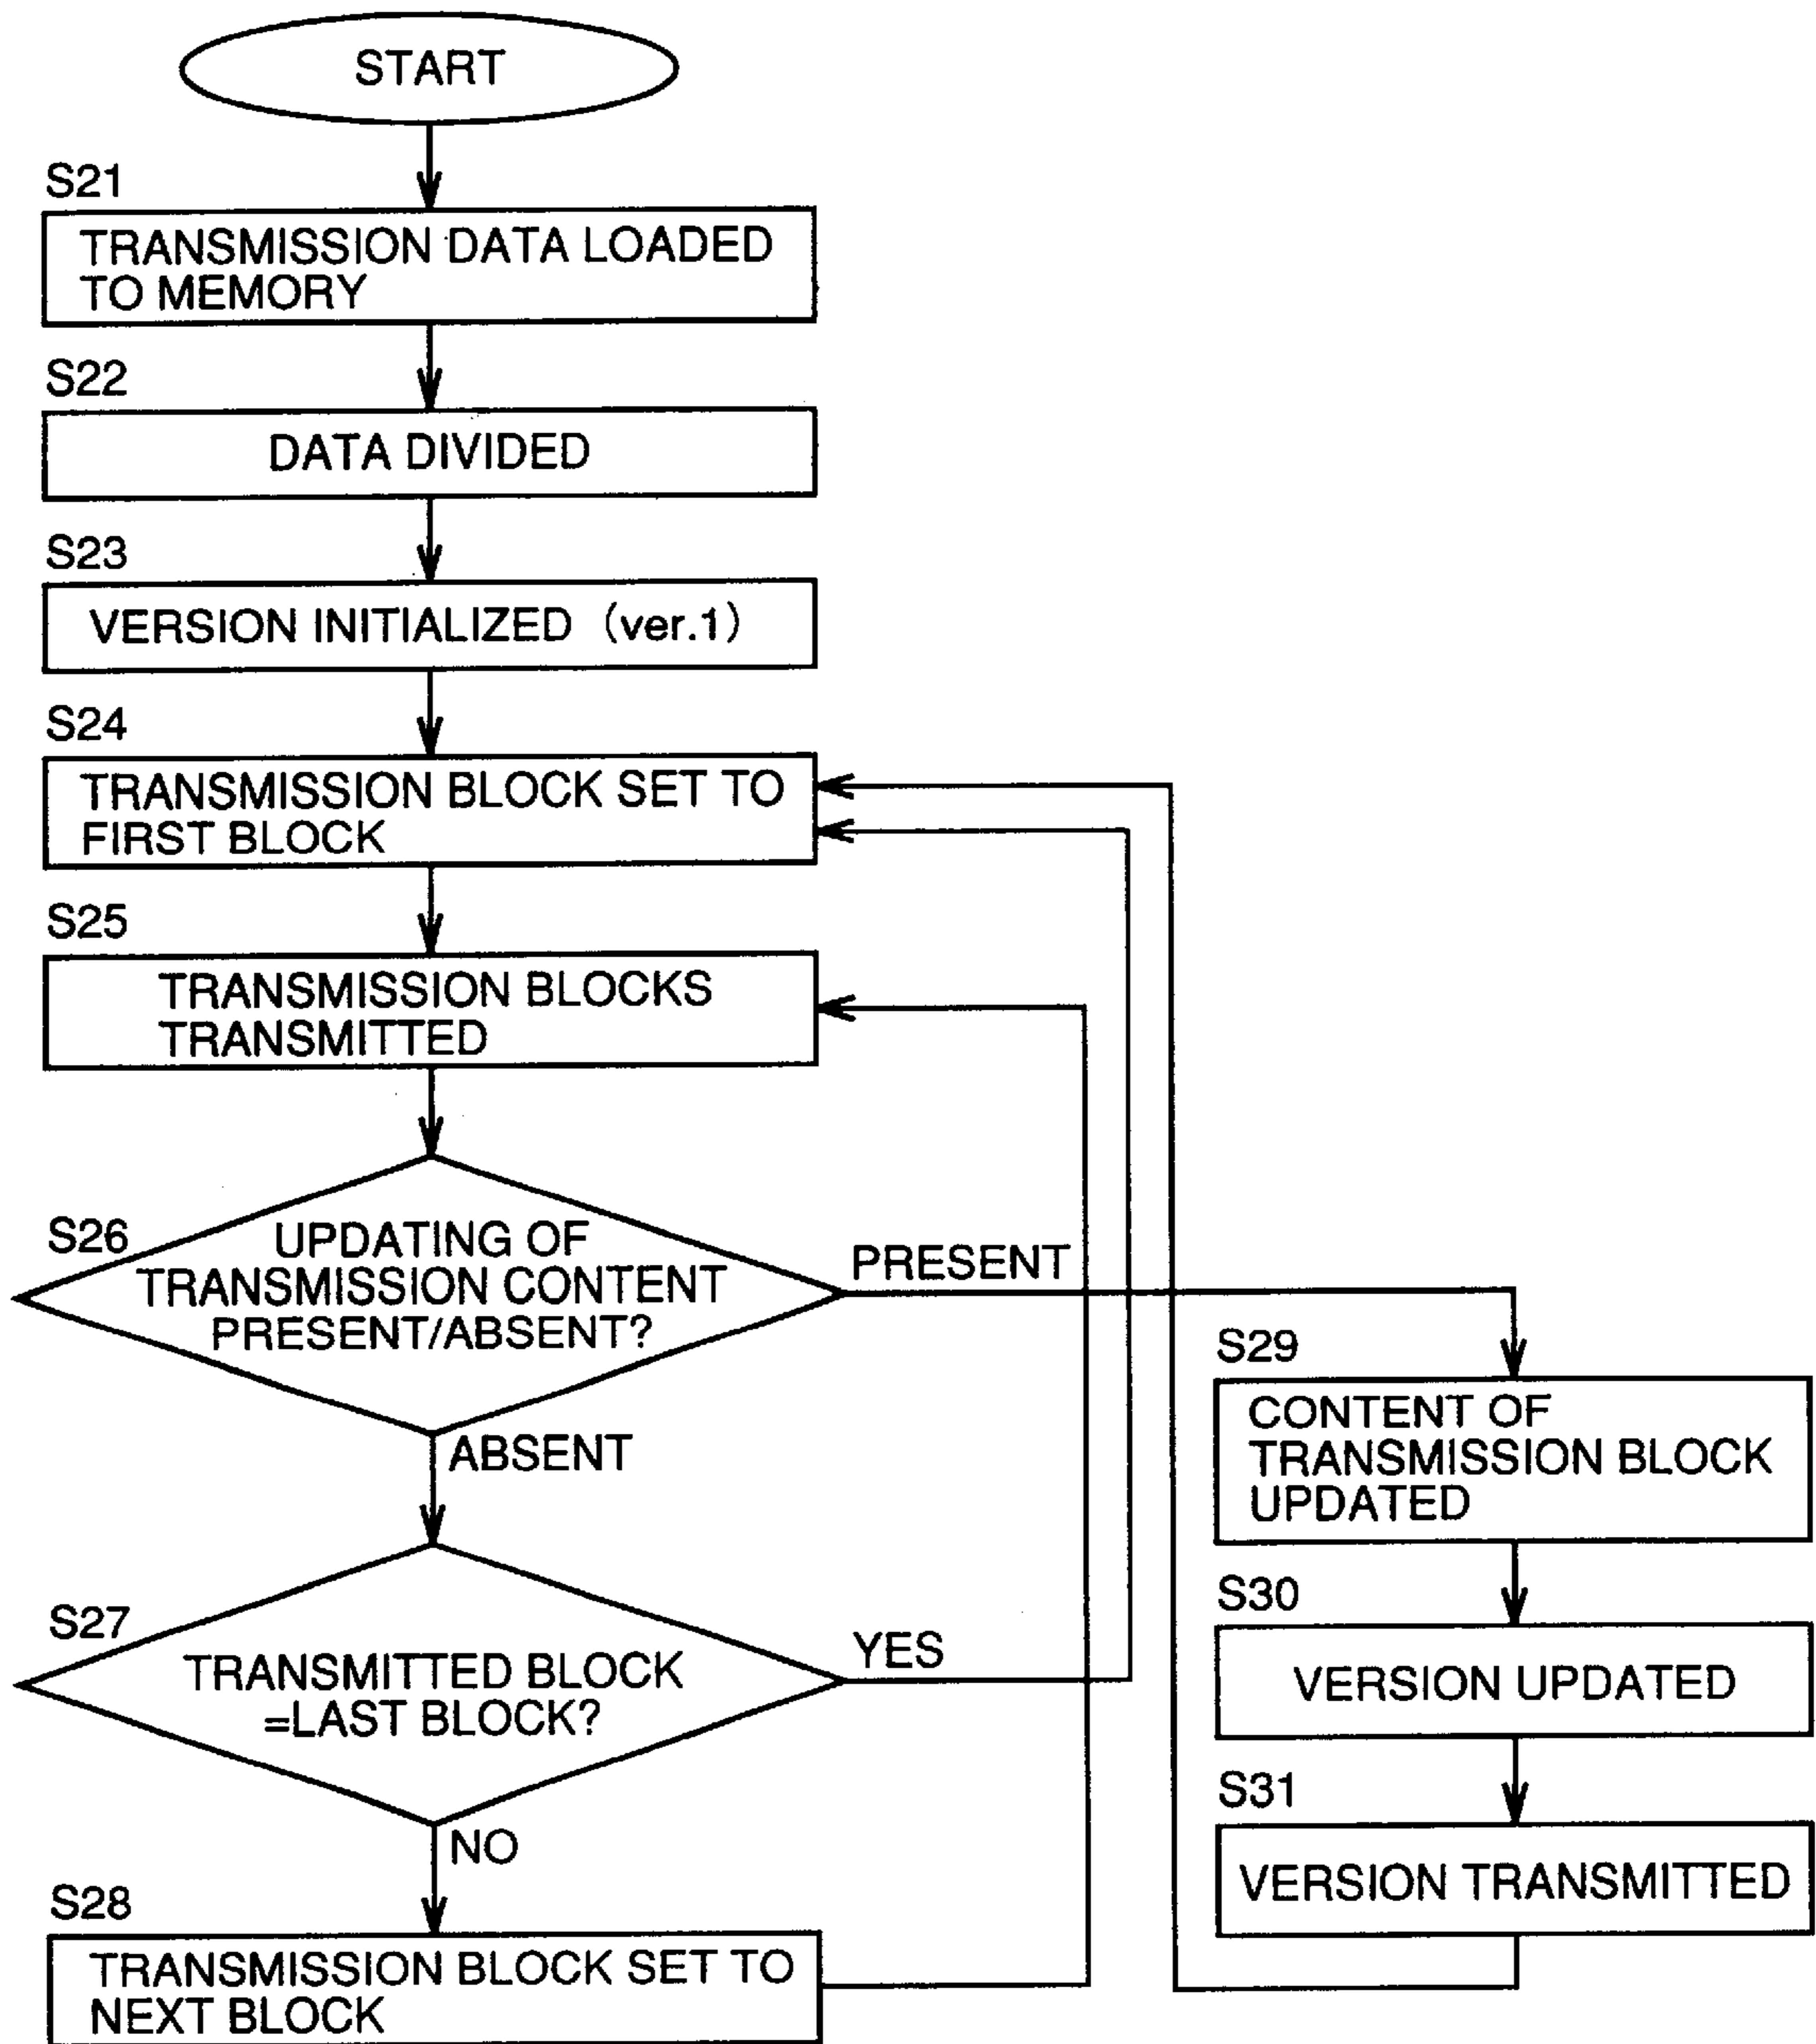 START
S21
TRANSMISSION DATA LOADED
TO MEMORY
S22
DATA DIVIDED
S23
VERSION INITIALIZED (ver.1)
S24
TRANSMISSION BLOCK SET TO
FIRST BLOCK
S25
TRANSMISSION BLOCKS
TRANSMITTED
S26
UPDATING OF
TRANSMISSION CONTENT
PRESENT/ABSENT?
PRESENT
ABSENT
S27
TRANSMITTED BLOCK
=LAST BLOCK?
YES
NO
S28
TRANSMISSION BLOCK SET TO
NEXT BLOCK
S29
CONTENT OF
TRANSMISSION BLOCK
UPDATED
S30
VERSION UPDATED
S31
VERSION TRANSMITTED